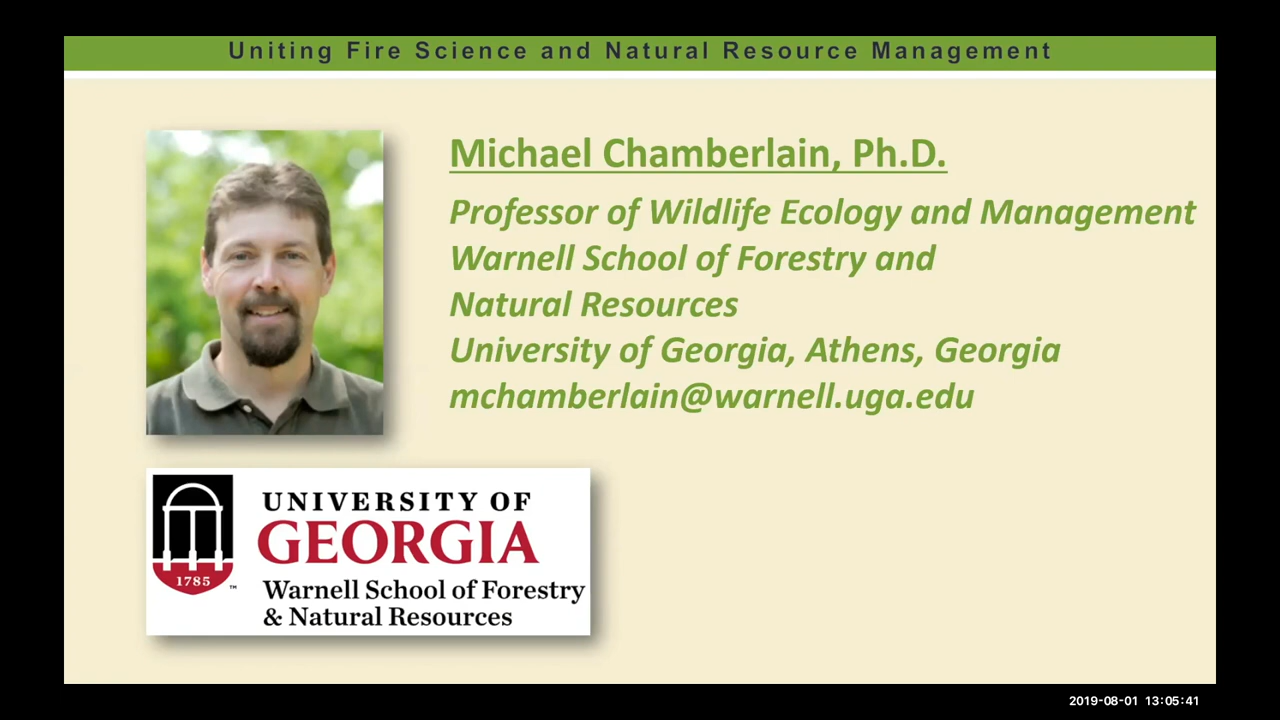 Uniting Fire Science and Natural Resource Management
Michael Chamberlain, Ph.D.
Professor of Wildlife Ecology and Management
Warnell School of Forestry and
Natural Resources
University of Georgia, Athens, Georgia
mchamberlain@warnell.uga.edu
UNIVERSITY OF
GEORGIA
1785
™
Warnell School of Forestry
& Natural Resources
2019-08-01 13:05:41